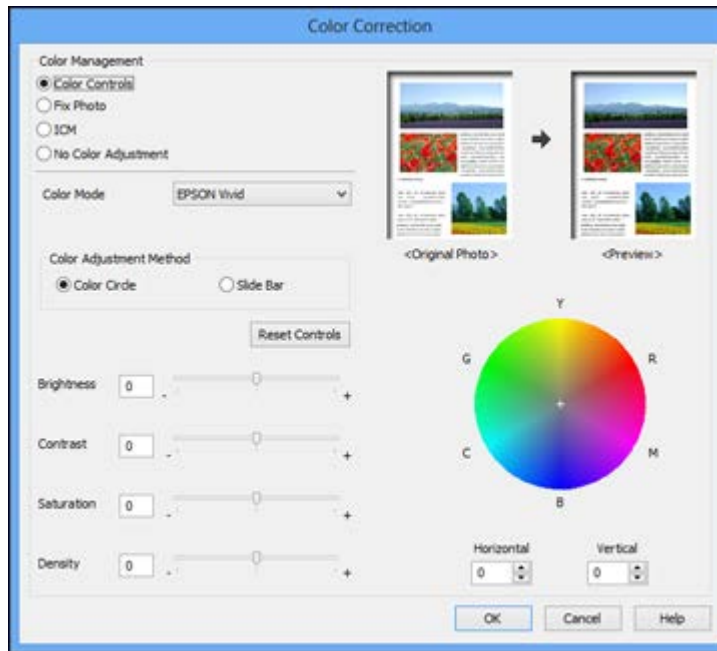 Color Correction
Color Management
Color Controls
Fix Photo
ICM
No Color Adjustment
Color Mode EPSON Vivid
<Original Photo> <Preview>
Color Adjustment Method
Color Circle Slide Bar
Reset Controls
Y
G R
C M
B
Brightness 0 - +
Contrast 0 - +
Saturation 0 - +
Density 0 - +
Horizontal Vertical
0 0
OK Cancel Help